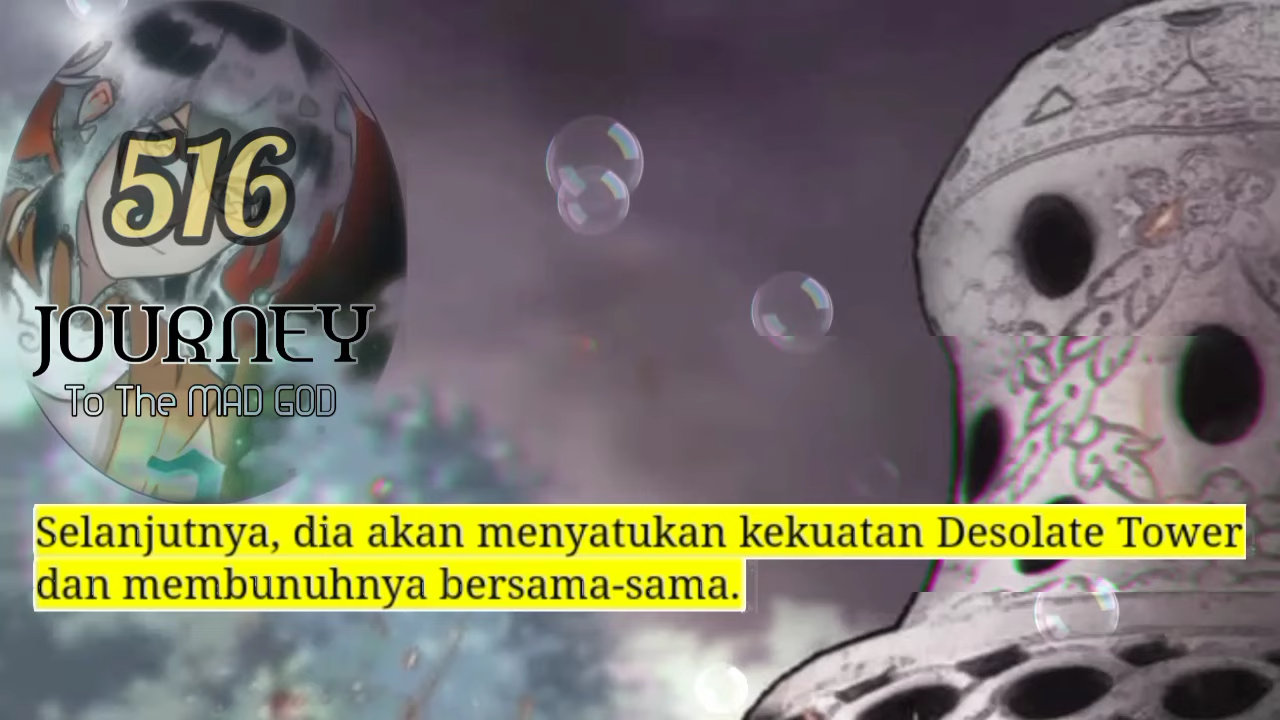 516
JOURNEY
To The MAD GOD
Selanjutnya, dia akan menyatukan kekuatan Desolate Tower
dan membunuhnya bersama-sama.